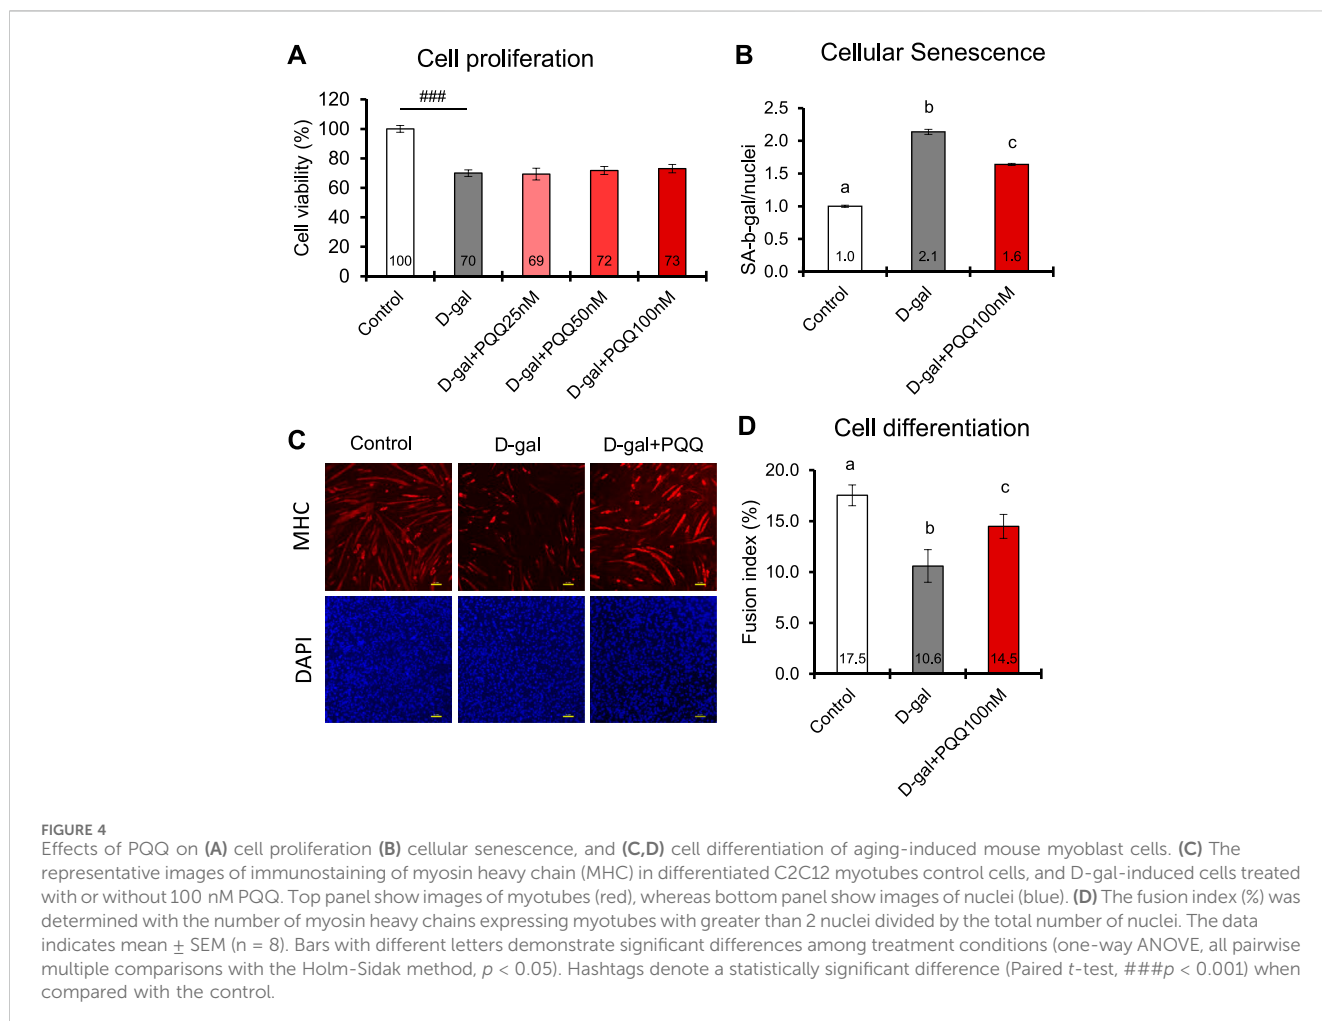 A
Cell proliferation
Cell viability (%)
120
100
80
60
40
20
0
###
100
70
69
72
73
Control
D-gal
D-gal+PQQ25nM
D-gal+PQQ50nM
D-gal+PQQ100nM
B
Cellular Senescence
SA-b-gal/nuclei
2.5
2.0
1.5
1.0
0.5
0.0
a
b
c
1.0
2.1
1.6
Control
D-gal
D-gal+PQQ100nM
C
Control
D-gal
D-gal+PQQ
MHC
DAPI
D
Cell differentiation
Fusion index (%)
20.0
15.0
10.0
5.0
0.0
a
b
c
17.5
10.6
14.5
Control
D-gal
D-gal+PQQ100nM
FIGURE 4
Effects of PQQ on (A) cell proliferation (B) cellular senescence, and (C,D) cell differentiation of aging-induced mouse myoblast cells. (C) The
representative images of immunostaining of myosin heavy chain (MHC) in differentiated C2C12 myotubes control cells, and D-gal-induced cells treated
with or without 100 nM PQQ. Top panel show images of myotubes (red), whereas bottom panel show images of nuclei (blue). (D) The fusion index (%) was
determined with the number of myosin heavy chains expressing myotubes with greater than 2 nuclei divided by the total number of nuclei. The data
indicates mean ± SEM (n = 8). Bars with different letters demonstrate significant differences among treatment conditions (one-way ANOVE, all pairwise
multiple comparisons with the Holm-Sidak method, p < 0.05). Hashtags denote a statistically significant difference (Paired t-test, ###p < 0.001) when
compared with the control.